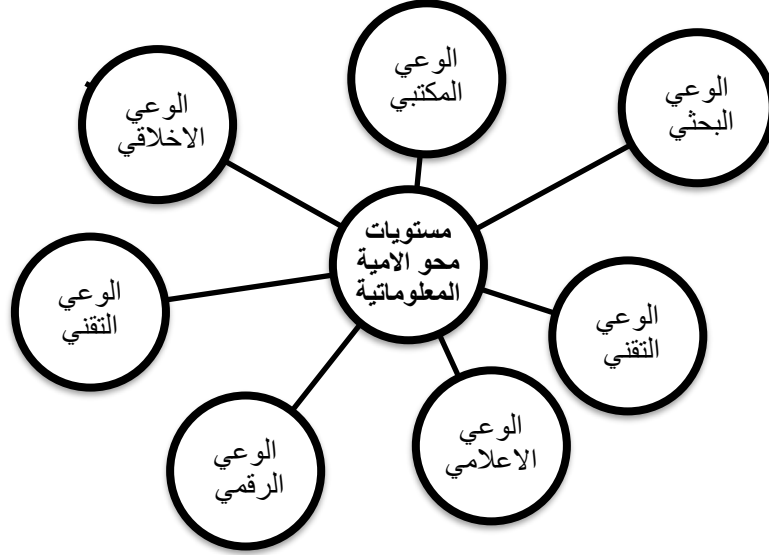 الوعي
المكتبي
الوعي
البحثي
الوعي
الاخلاقي
مستويات
محو الامية
المعلوماتية
الوعي
التقني
الوعي
التقني
الوعي
الاعلامي
الوعي
الرقمي